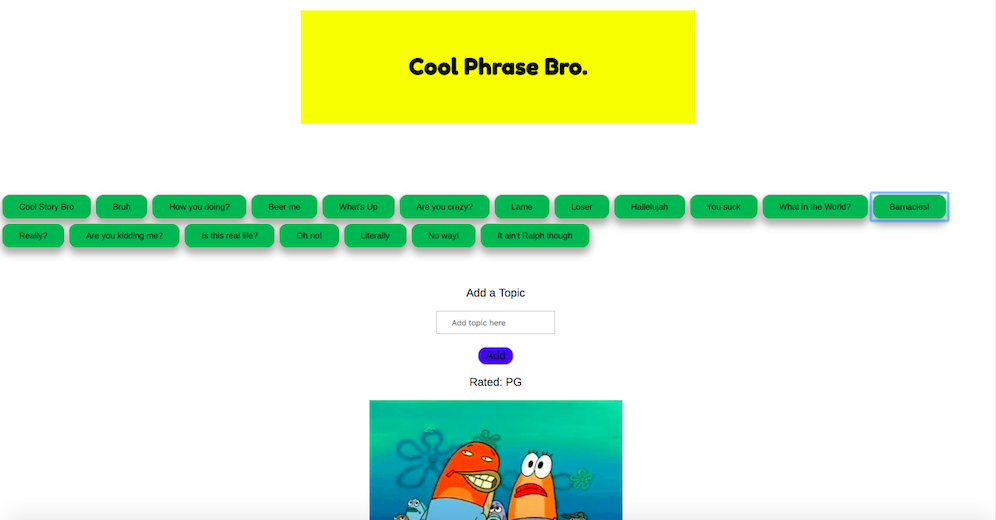 Cool Phrase Bro.
Cool Story Bro Bruh How you doing? Beer me What's Up Are you crazy? Lame Loser Hallelujah You suck What in the World? Barnacles!
Really? Are you kidding me? Is this real life? Oh no! Literally No way! It ain't Ralph though
Add a Topic
Add topic here
Add
Rated: PG